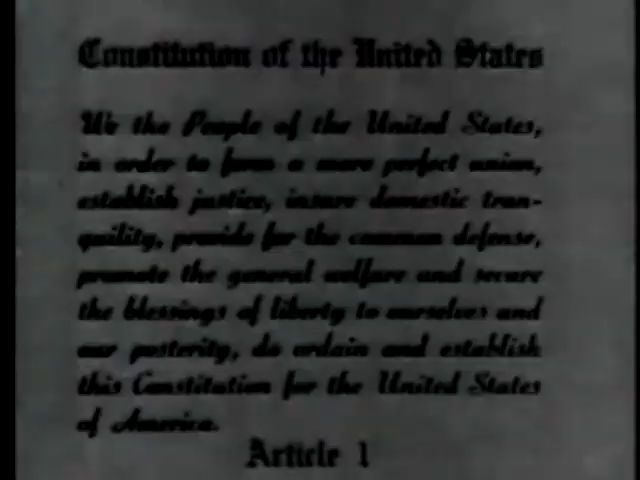 Constitution of the United States
We the People of the United States,
in order to form a more perfect union,
establish justice, insure domestic tran-
quility, provide for the common defense,
promote the general welfare and secure
the blessings of liberty to ourselves and
our posterity, do ordain and establish
this Constitution for the United States
of America.
Article 1